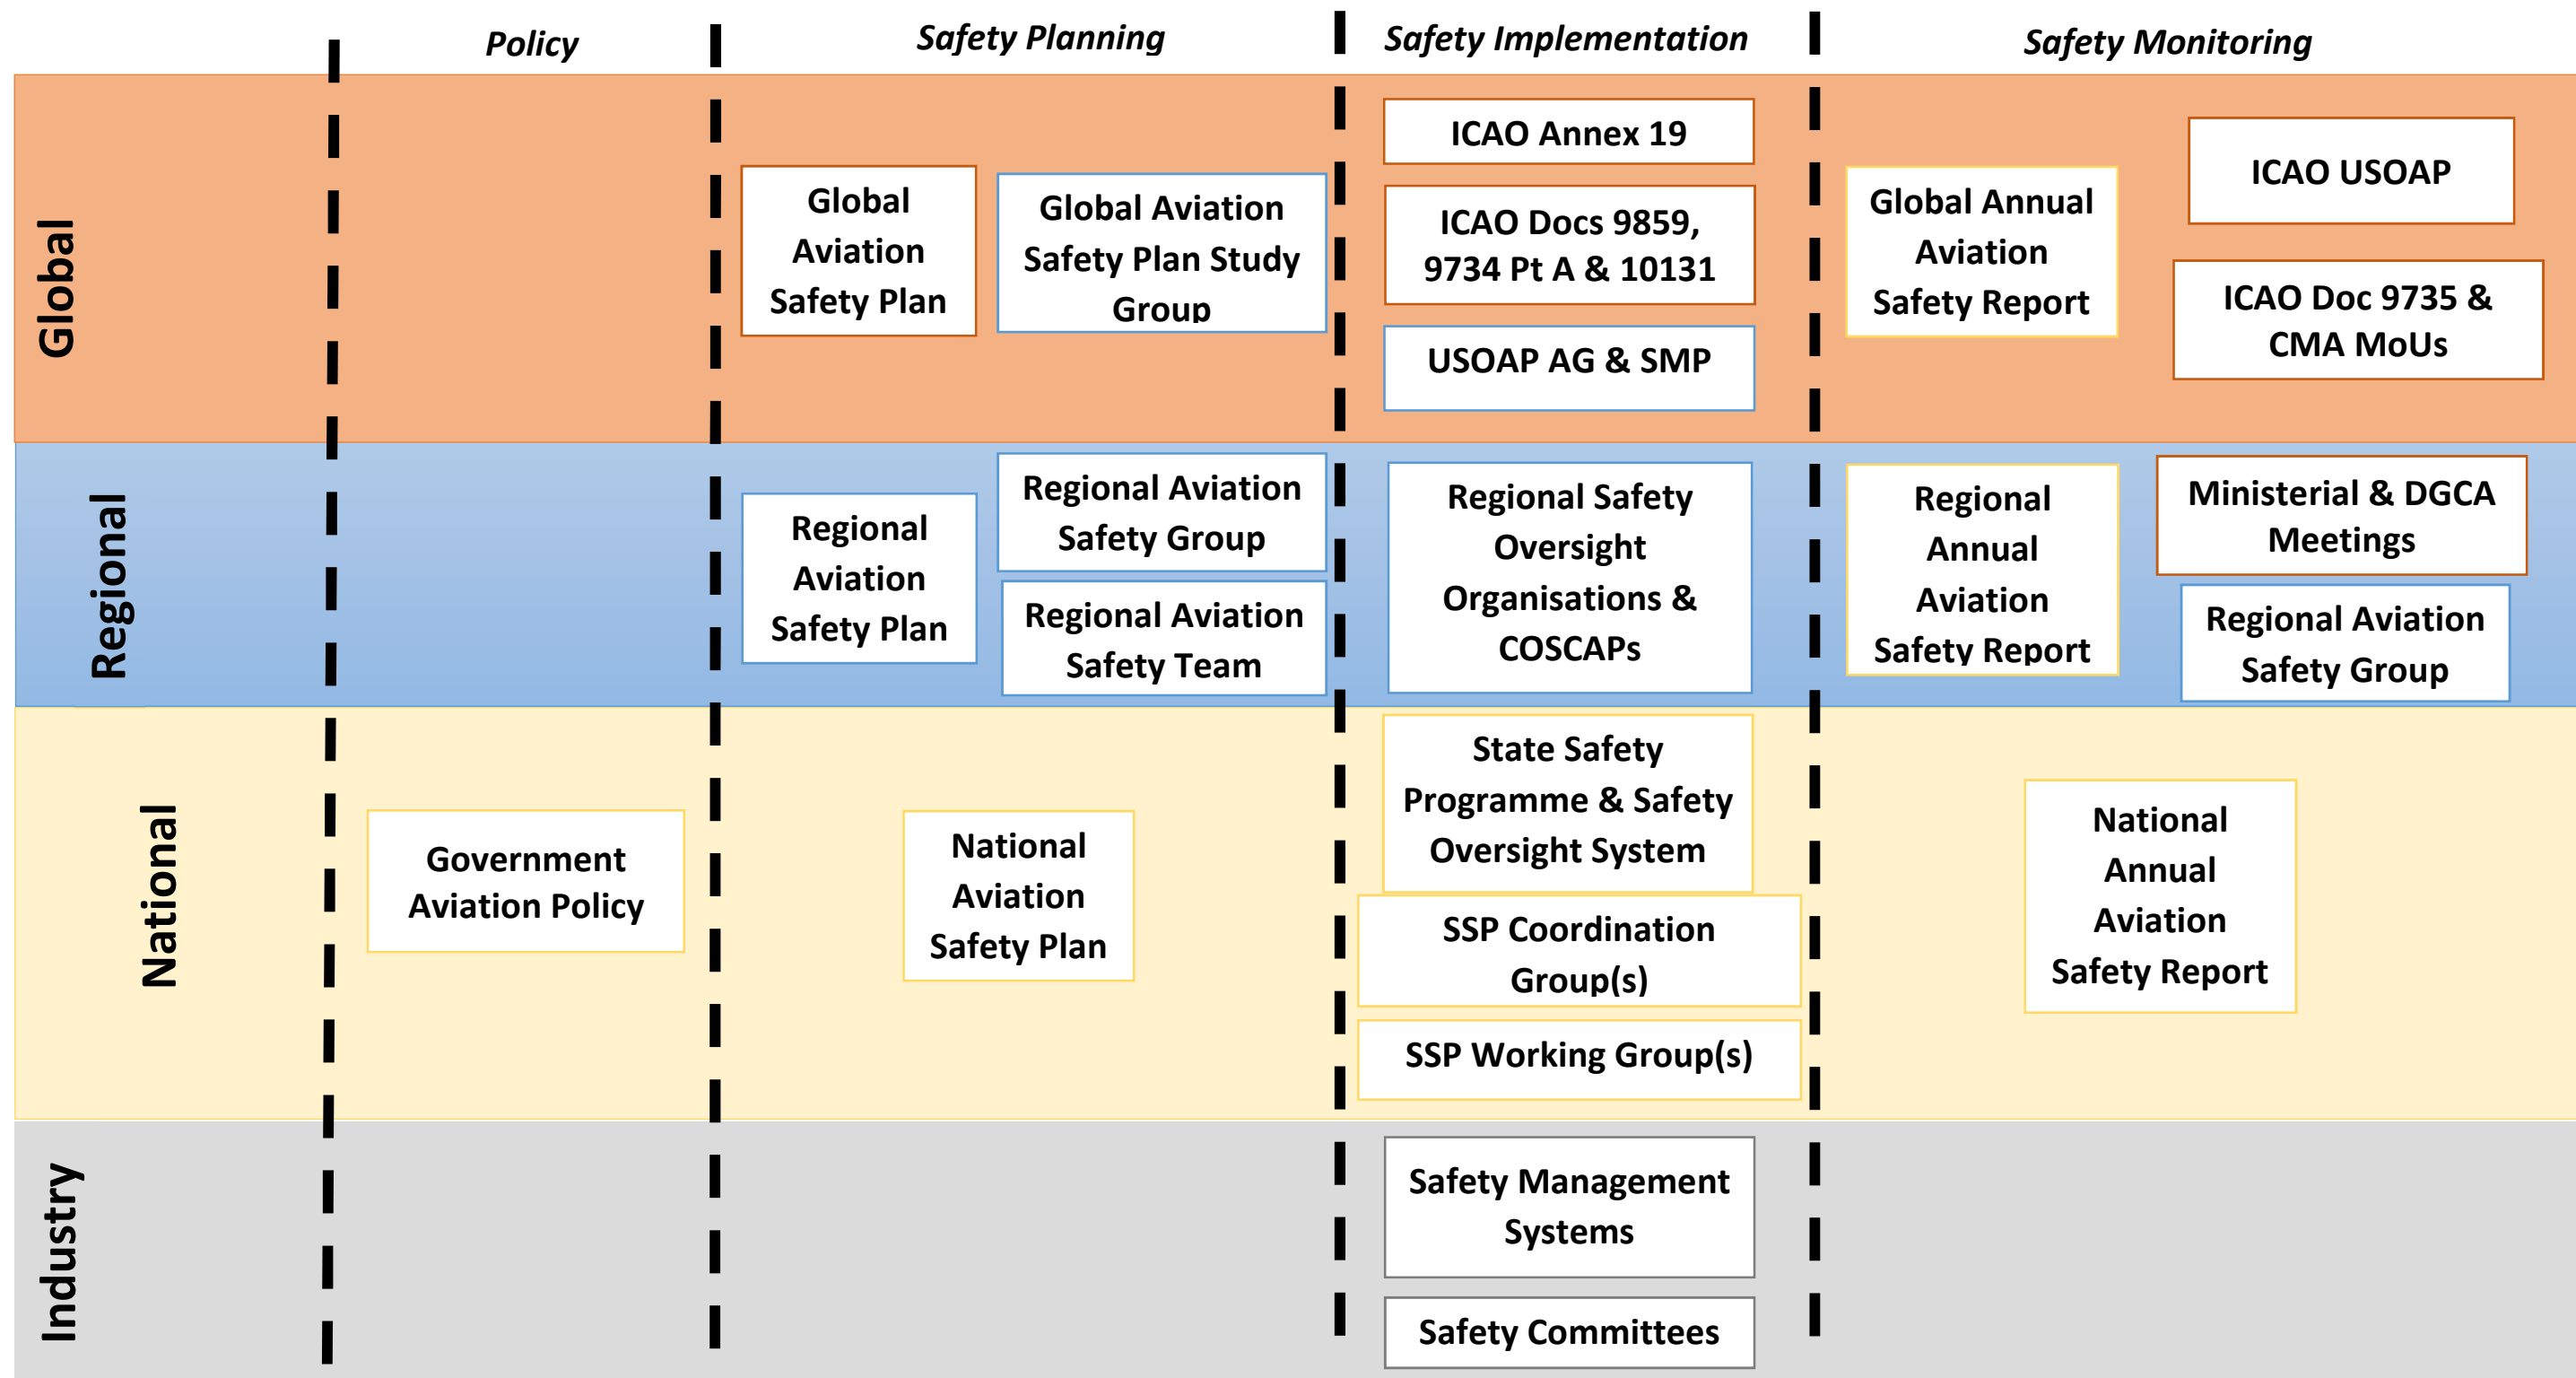 Policy
Safety Planning
Safety Implementation
Safety Monitoring
Global
Global
Aviation
Safety Plan
Global Aviation
Safety Plan Study
Group
ICAO Annex 19
ICAO Docs 9859,
9734 Pt A & 10131
USOAP AG & SMP
Global Annual
Aviation
Safety Report
ICAO USOAP
ICAO Doc 9735 &
CMA MoUs
Regional
Regional
Aviation
Safety Plan
Regional Aviation
Safety Group
Regional Aviation
Safety Team
Regional Safety
Oversight
Organisations &
COSCAPs
Regional
Annual
Aviation
Safety Report
Ministerial & DGCA
Meetings
Regional Aviation
Safety Group
National
Government
Aviation Policy
National
Aviation
Safety Plan
State Safety
Programme & Safety
Oversight System
SSP Coordination
Group(s)
SSP Working Group(s)
National
Annual
Aviation
Safety Report
Industry
Safety Management
Systems
Safety Committees